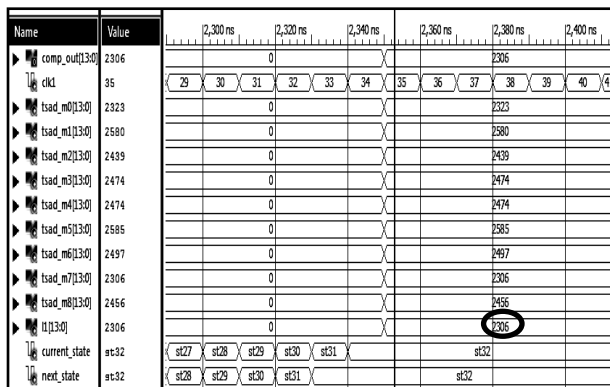 Name Value 2,300 ns 2,320 ns 2,340 ns 2,360 ns 2,380 ns 2,400 ns
comp_out[13:0] 2306 0 2306
clk1 35 29 30 31 32 33 34 35 36 37 38 39 40 4
tsad_m0[13:0] 2323 0 2323
tsad_m1[13:0] 2580 0 2580
tsad_m2[13:0] 2439 0 2439
tsad_m3[13:0] 2474 0 2474
tsad_m4[13:0] 2474 0 2474
tsad_m5[13:0] 2585 0 2585
tsad_m6[13:0] 2497 0 2497
tsad_m7[13:0] 2306 0 2306
tsad_m8[13:0] 2456 0 2456
l1[13:0] 2306 0 2306
current_state st32 st27 st28 st29 st30 st31 st32
next_state st32 st28 st29 st30 st31 st32